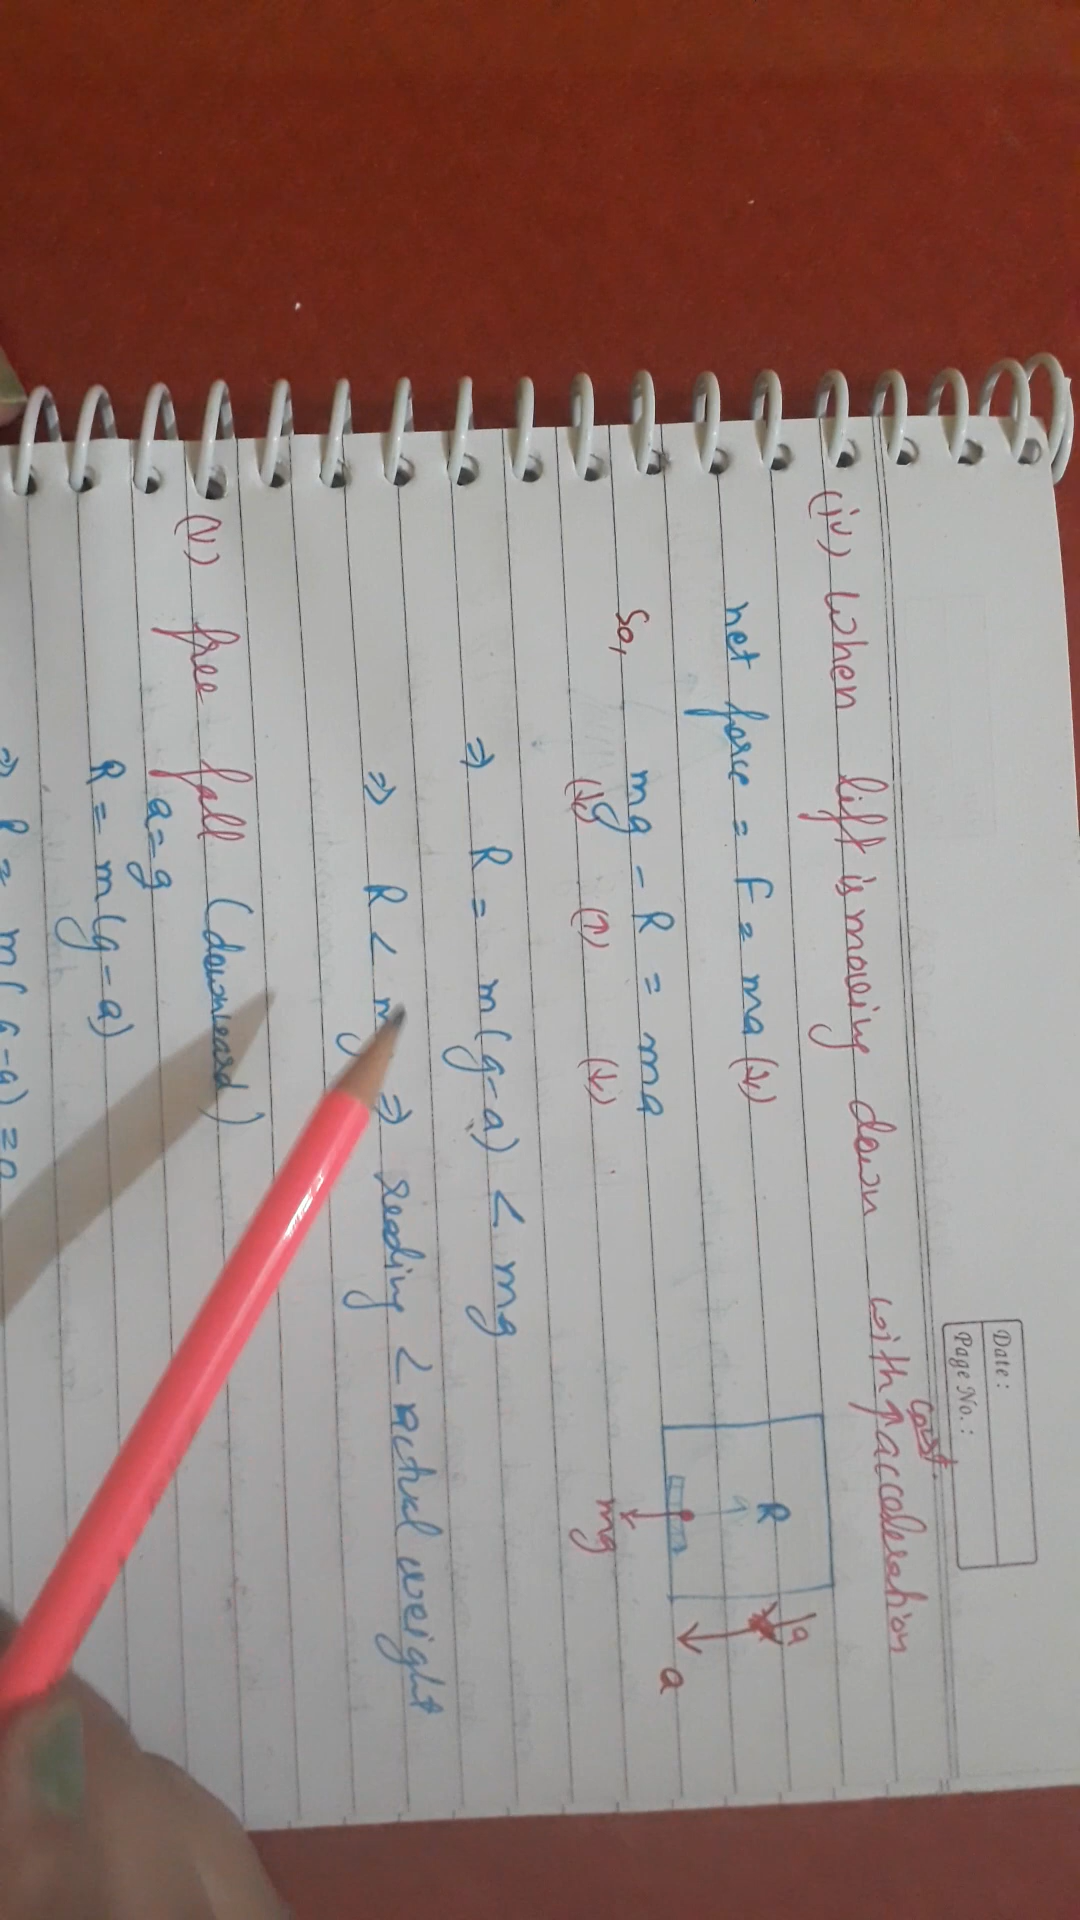 Date:
Page No.:
(iv) When lift is moving down with const. acceleration
net force = F = ma (↓)
R
a
a
So, mg - R = ma
(↓) (↑) (↓)
m
mg
⇒ R = m(g-a) < mg
⇒ R < mg ⇒ reading < actual weight
(v) free fall (downward)
a = g
R = m(g-a)